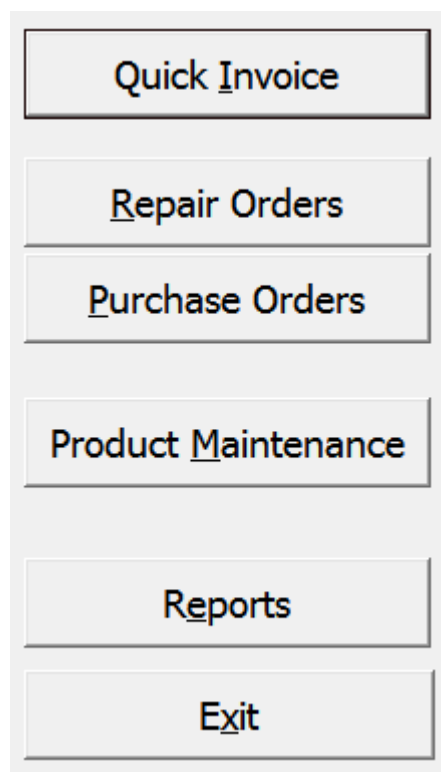 Quick Invoice
Repair Orders
Purchase Orders
Product Maintenance
Reports
Exit